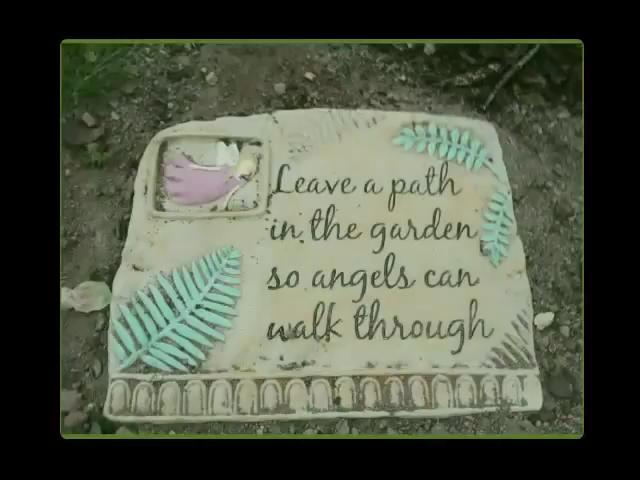 Leave a path
in the garden
so angels can
walk through